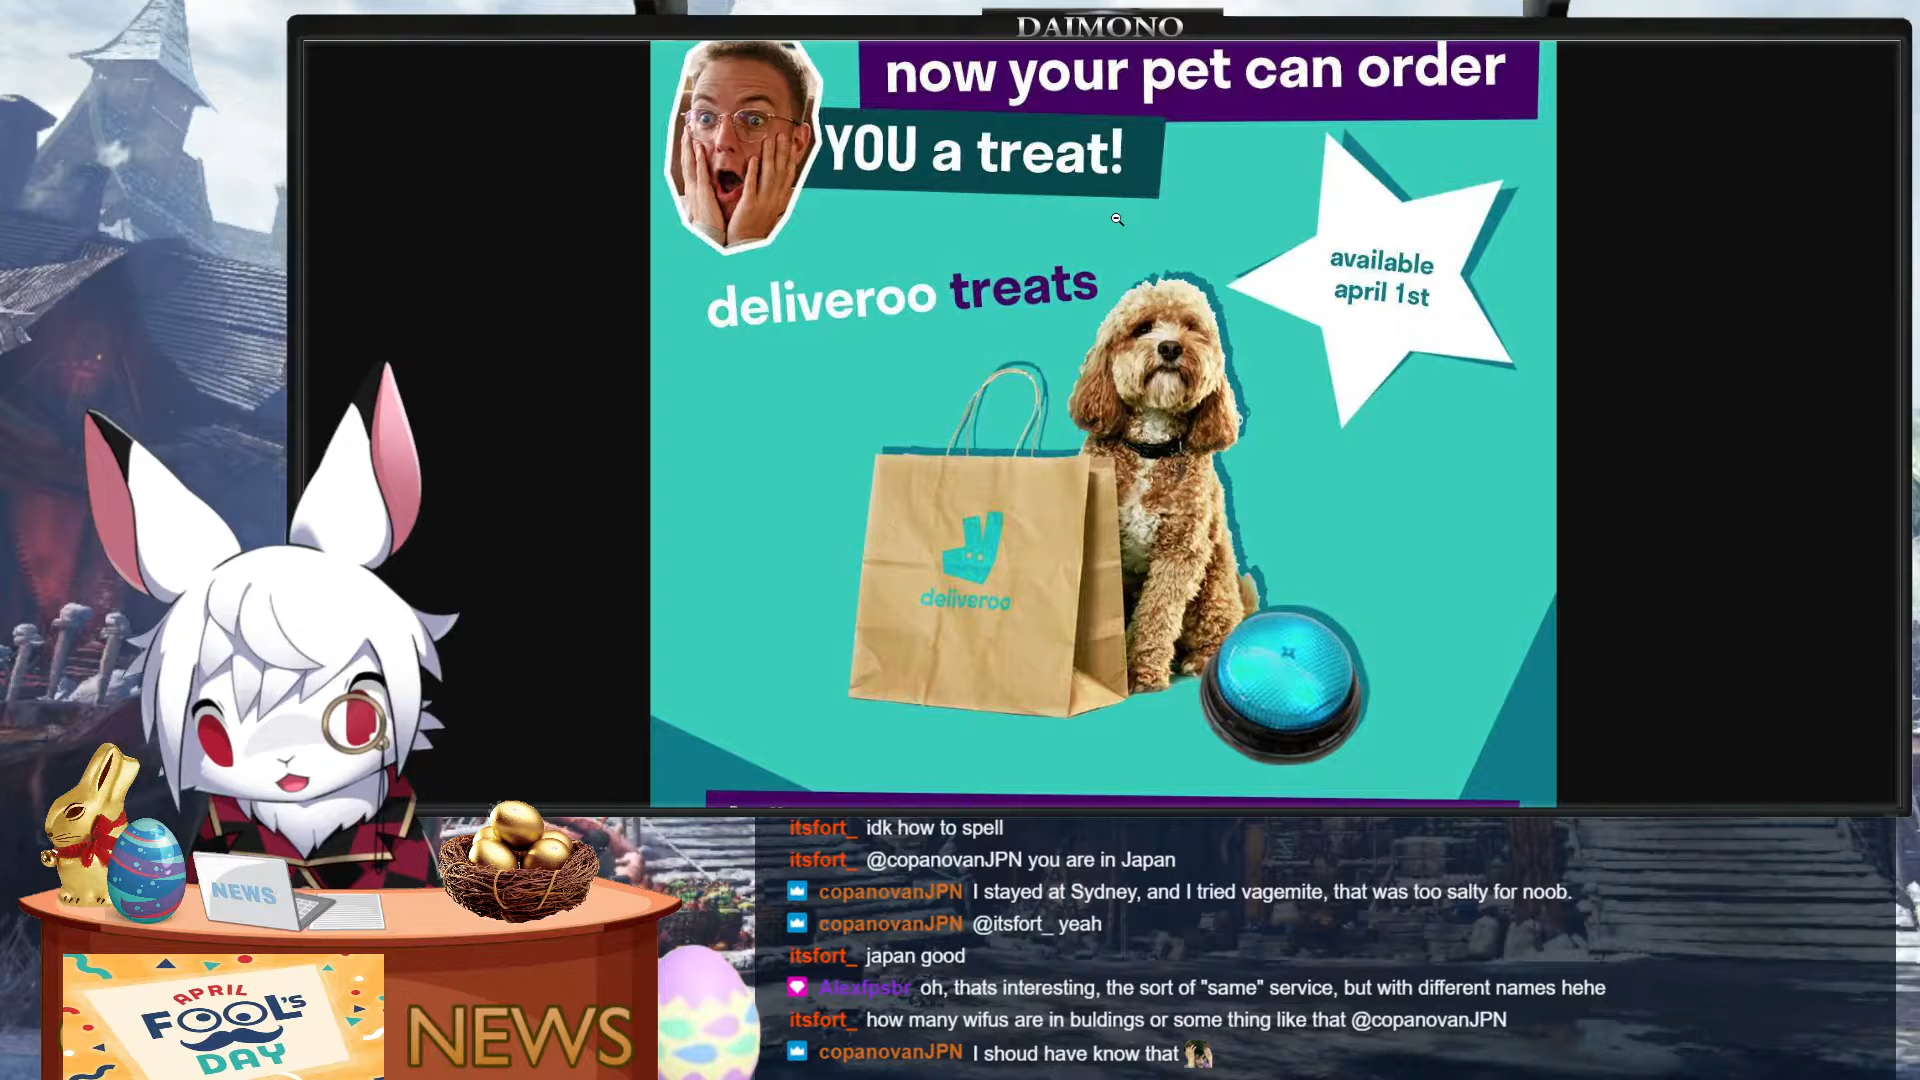 DAIMONO
now your pet can order
YOU a treat!
deliveroo treats
available
april 1st
deliveroo
itsfort_ idk how to spell
itsfort_ @copanovanJPN you are in Japan
copanovanJPN I stayed at Sydney, and I tried vagemite, that was too salty for noob.
copanovanJPN @itsfort_ yeah
itsfort_ japan good
Alexfpsbr oh, thats interesting, the sort of "same" service, but with different names hehe
itsfort_ how many wifus are in buldings or some thing like that @copanovanJPN
copanovanJPN I shoud have know that
NEWS
APRIL
FOOL'S
DAY
NEWS